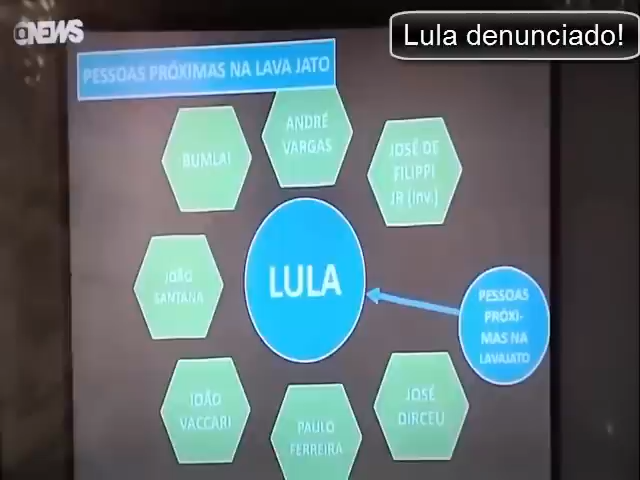 GNEWS
Lula denunciado!
PESSOAS PRÓXIMAS NA LAVA JATO
ANDRÉ
VARGAS
BUMLAI
JOSÉ DE
FILIPPI
JR (inv.)
JOÃO
SANTANA
LULA
PESSOAS
PRÓXI-
MAS NA
LAVAJATO
JOÃO
VACCARI
PAULO
FERREIRA
JOSÉ
DIRCEU